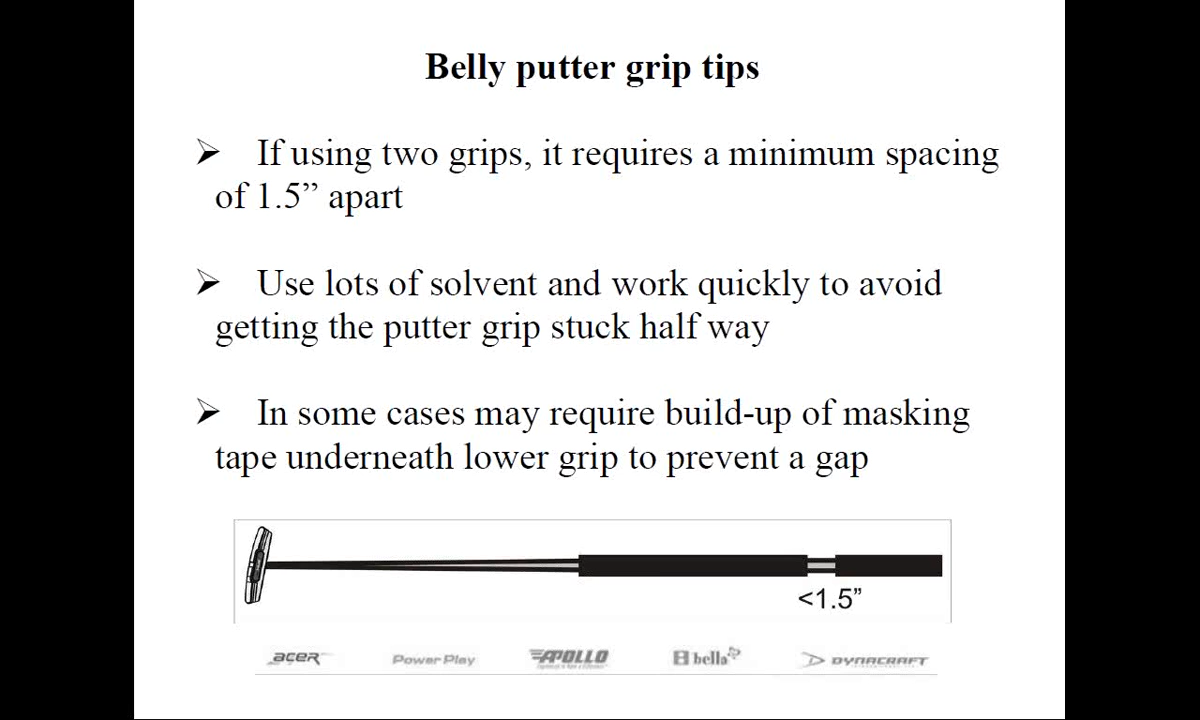 Belly putter grip tips
➢ If using two grips, it requires a minimum spacing
of 1.5” apart
➢ Use lots of solvent and work quickly to avoid
getting the putter grip stuck half way
➢ In some cases may require build-up of masking
tape underneath lower grip to prevent a gap
<1.5”
acer Power Play APOLLO bella DYNACRAFT